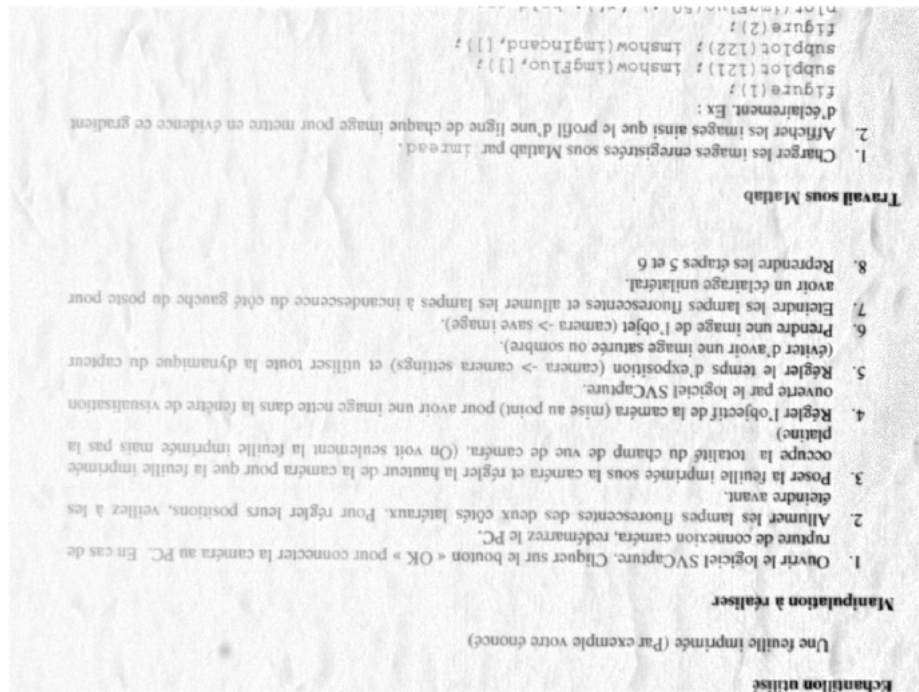 Echantillon utilisé
Une feuille imprimée (Par exemple votre énoncé)
Manipulation à réaliser
1. Ouvrir le logiciel SVCapture. Cliquer sur le bouton « OK » pour connecter la caméra au PC. En cas de
rupture de connexion caméra, redémarrez le PC.
2. Allumer les lampes fluorescentes des deux côtés latéraux. Pour régler leurs positions, veillez à les
éteindre avant.
3. Poser la feuille imprimée sous la caméra et régler la hauteur de la caméra pour que la feuille imprimée
occupe la totalité du champ de vue de caméra. (On voit seulement la feuille imprimée mais pas la
platine)
4. Régler l'objectif de la caméra (mise au point) pour avoir une image nette dans la fenêtre de visualisation
ouverte par le logiciel SVCapture.
5. Régler le temps d'exposition (camera -> camera settings) et utiliser toute la dynamique du capteur
(éviter d'avoir une image saturée ou sombre).
6. Prendre une image de l'objet (camera -> save image).
7. Eteindre les lampes fluorescentes et allumer les lampes à incandescence du côté gauche du poste pour
avoir un éclairage unilatéral.
8. Reprendre les étapes 5 et 6
Travail sous Matlab
1. Charger les images enregistrées sous Matlab par imread.
2. Afficher les images ainsi que le profil d'une ligne de chaque image pour mettre en évidence ce gradient
d'éclairement. Ex :
figure(1);
subplot(121); imshow(imgFluo,[]);
subplot(122); imshow(imgIncand,[]);
figure(2);